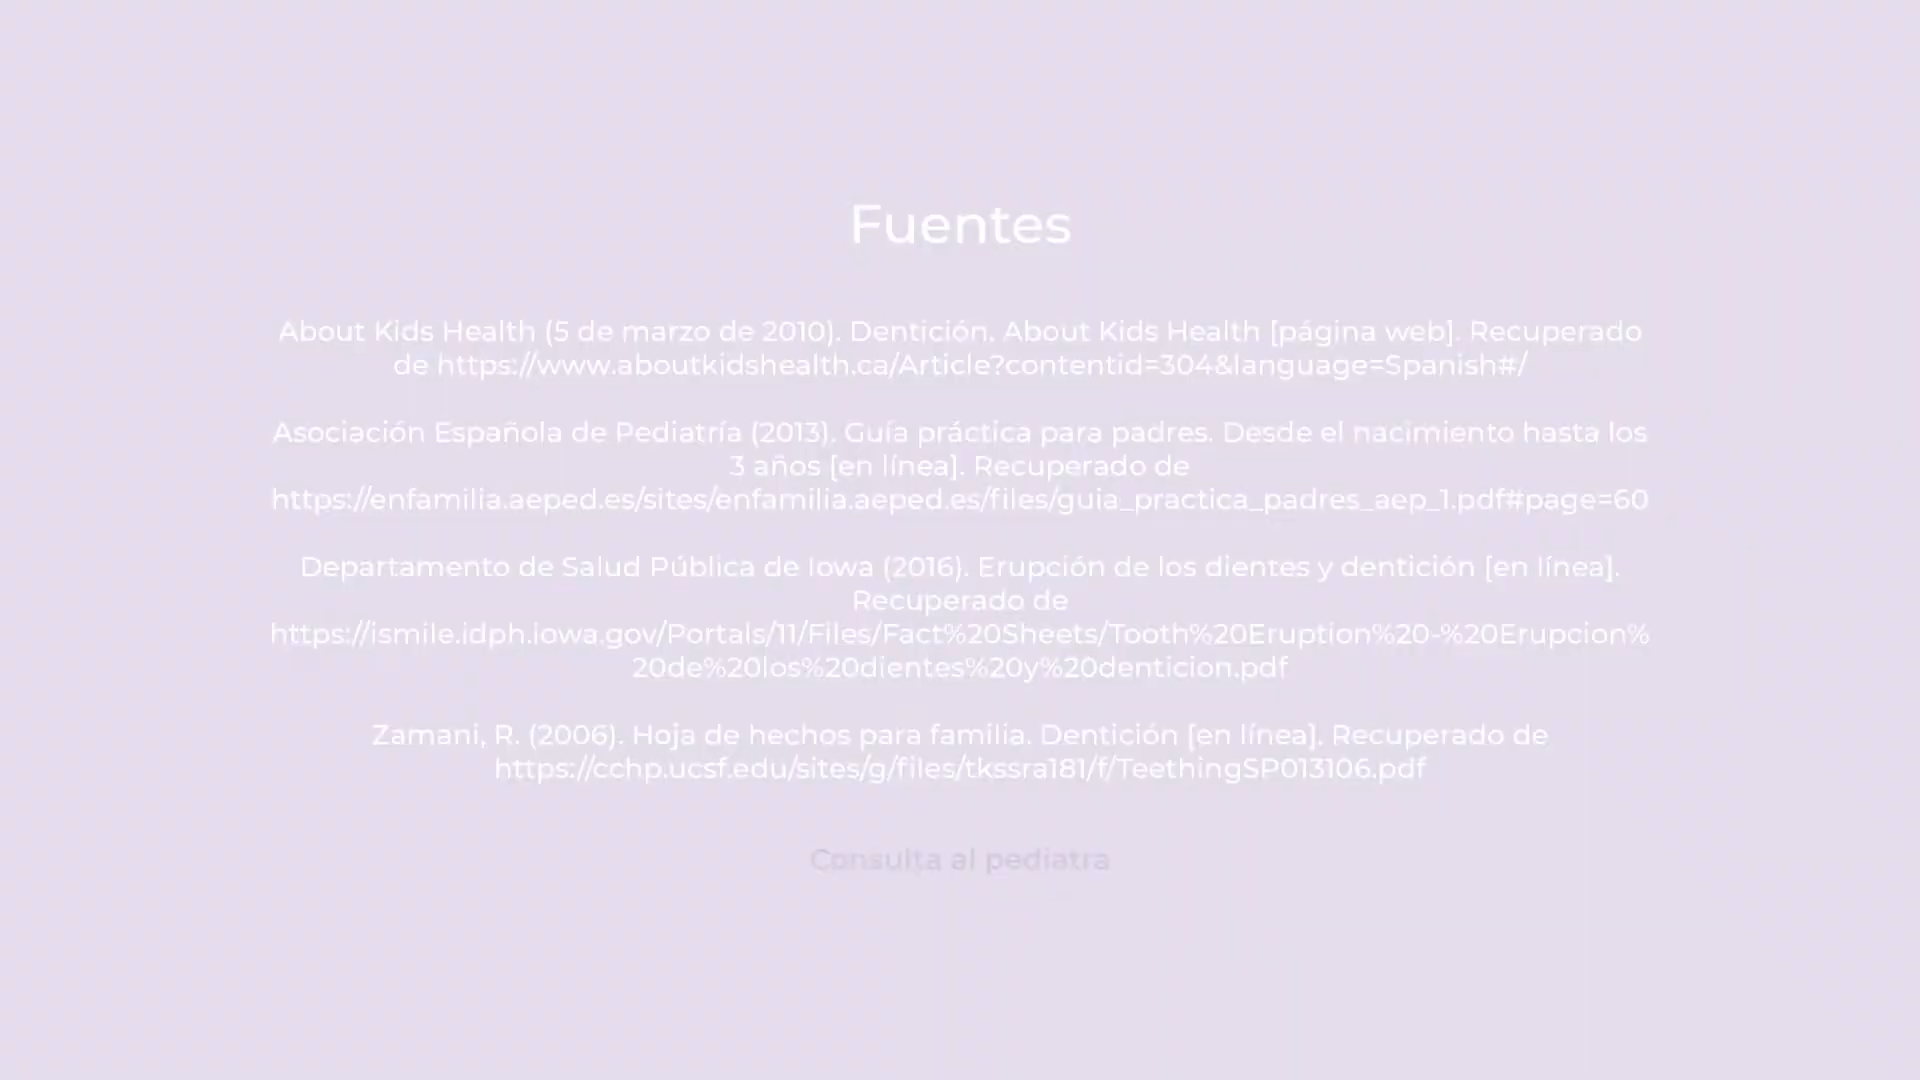 Fuentes
About Kids Health (5 de marzo de 2010). Dentición. About Kids Health [página web]. Recuperado
de https://www.aboutkidshealth.ca/Article?contentid=304&language=Spanish#/
Asociación Española de Pediatría (2013). Guía práctica para padres. Desde el nacimiento hasta los
3 años [en línea]. Recuperado de
https://enfamilia.aeped.es/sites/enfamilia.aeped.es/files/guia_practica_padres_aep_1.pdf#page=60
Departamento de Salud Pública de Iowa (2016). Erupción de los dientes y dentición [en línea].
Recuperado de
https://ismile.idph.iowa.gov/Portals/11/Files/Fact%20Sheets/Tooth%20Eruption%20-%20Erupcion%
20de%20los%20dientes%20y%20denticion.pdf
Zamani, R. (2006). Hoja de hechos para familia. Dentición [en línea]. Recuperado de
https://cchp.ucsf.edu/sites/g/files/tkssra181/f/TeethingSP013106.pdf
Consulta al pediatra